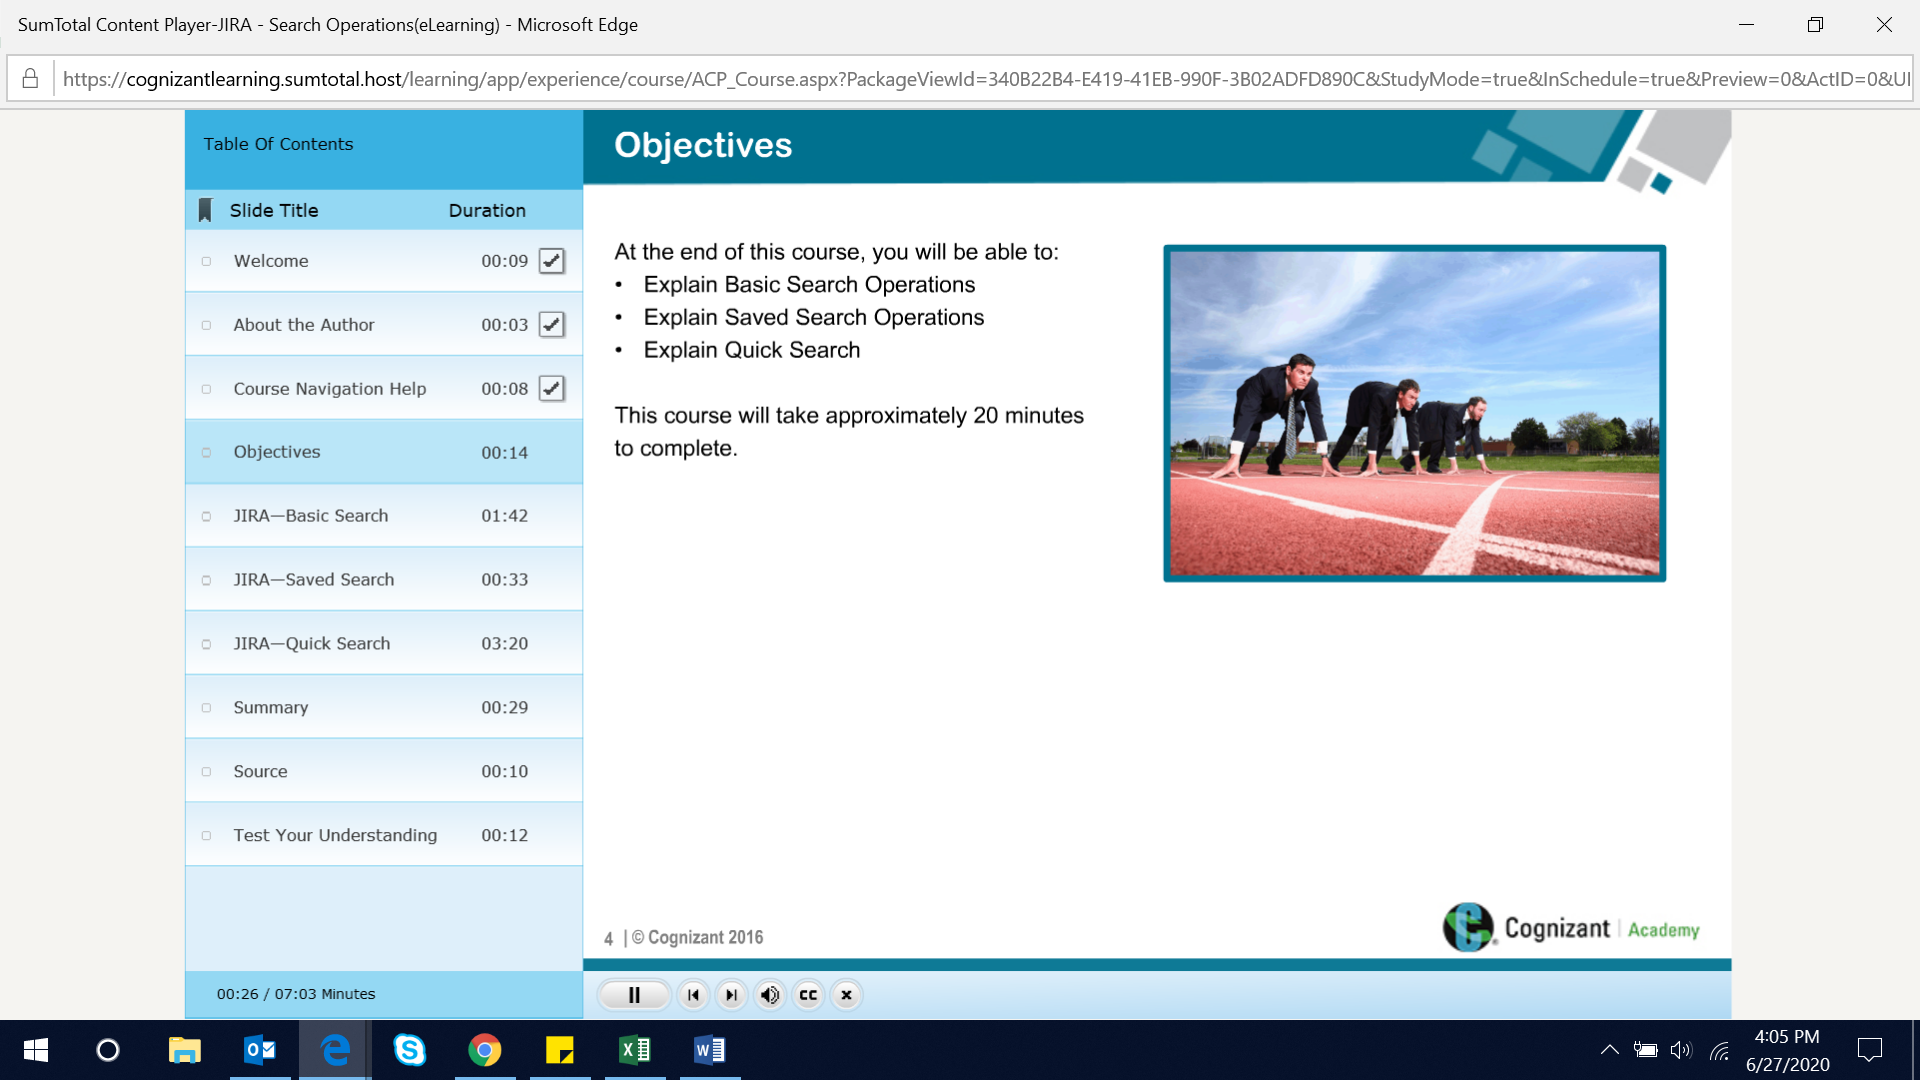 SumTotal Content Player-JIRA - Search Operations(eLearning) - Microsoft Edge
https://cognizantlearning.sumtotal.host/learning/app/experience/course/ACP_Course.aspx?PackageViewId=340B22B4-E419-41EB-990F-3B02ADFD890C&StudyMode=true&InSchedule=true&Preview=0&ActID=0&UI
Table Of Contents
Slide Title Duration
Welcome 00:09
About the Author 00:03
Course Navigation Help 00:08
Objectives 00:14
JIRA—Basic Search 01:42
JIRA—Saved Search 00:33
JIRA—Quick Search 03:20
Summary 00:29
Source 00:10
Test Your Understanding 00:12
00:26 / 07:03 Minutes
Objectives
At the end of this course, you will be able to:
• Explain Basic Search Operations
• Explain Saved Search Operations
• Explain Quick Search
This course will take approximately 20 minutes
to complete.
4 | © Cognizant 2016
Cognizant | Academy
CC
4:05 PM
6/27/2020